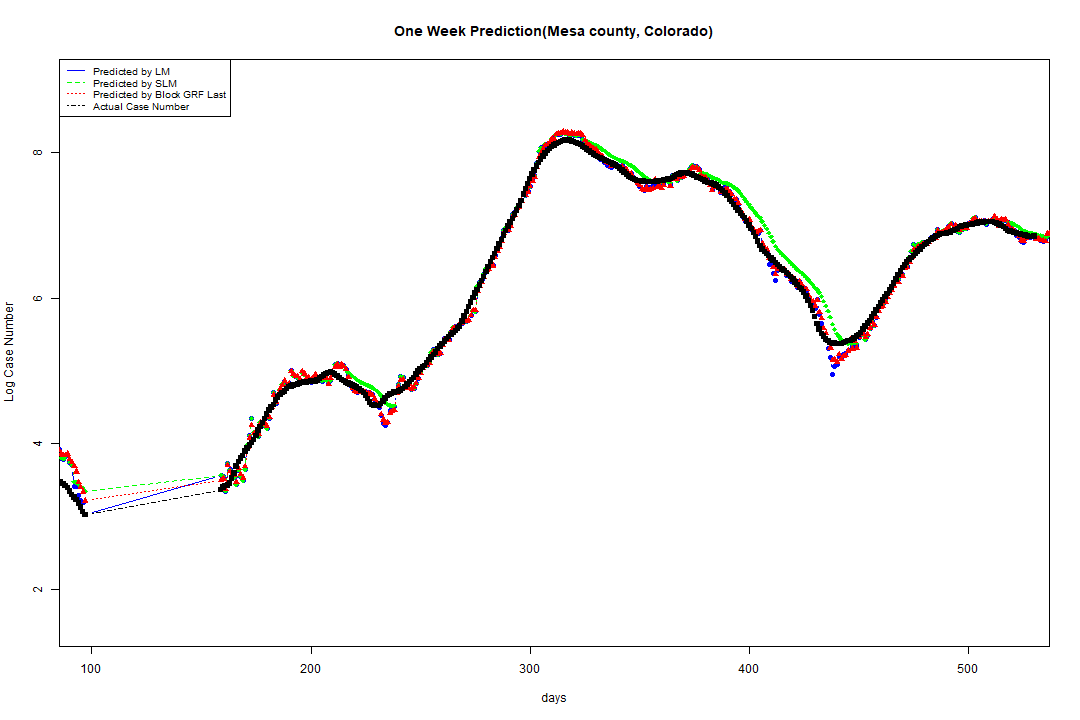 One Week Prediction(Mesa county, Colorado)
Predicted by LM
Predicted by SLM
Predicted by Block GRF Last
Actual Case Number
8
6
4
2
Log Case Number
100 200 300 400 500
days